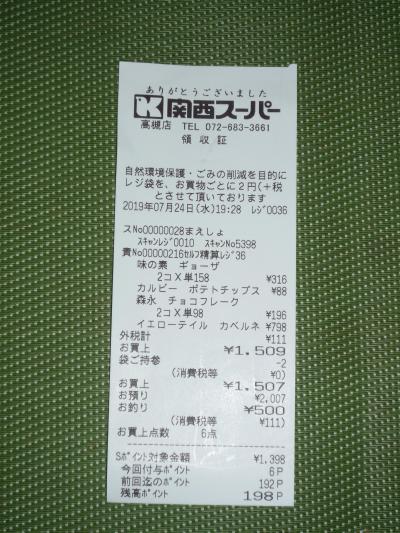 ありがとうございました
K 関西スーパー
高槻店 TEL 072-683-3661
領収証
自然環境保護・ごみの削減を目的に
レジ袋を、お買物ごとに2円(+税
とさせて頂いております
2019年07月24日(水)19:28 ﾚｼﾞ0036
スNo00000028まえしょ
ｽｷｬﾝﾚｼﾞ0010 ｽｷｬﾝNo5398
責No00000216ｾﾙﾌ精算ﾚｼﾞ36
味の素 ギョーザ
2コX単158 ¥316
カルビー ポテトチップス ¥88
森永 チョコフレーク
2コX単98 ¥196
イエローテイル カベルネ ¥798
外税計 ¥111
お買上 ¥1,509
袋ご持参 -2
(消費税等 ¥0)
お買上 ¥1,507
お預り ¥2,007
お釣り ¥500
(消費税等 ¥111)
お買上点数 6点
Sﾎﾟｲﾝﾄ対象金額 ¥1,398
今回付与ﾎﾟｲﾝﾄ 6P
前回迄のﾎﾟｲﾝﾄ 192P
残高ﾎﾟｲﾝﾄ 198P